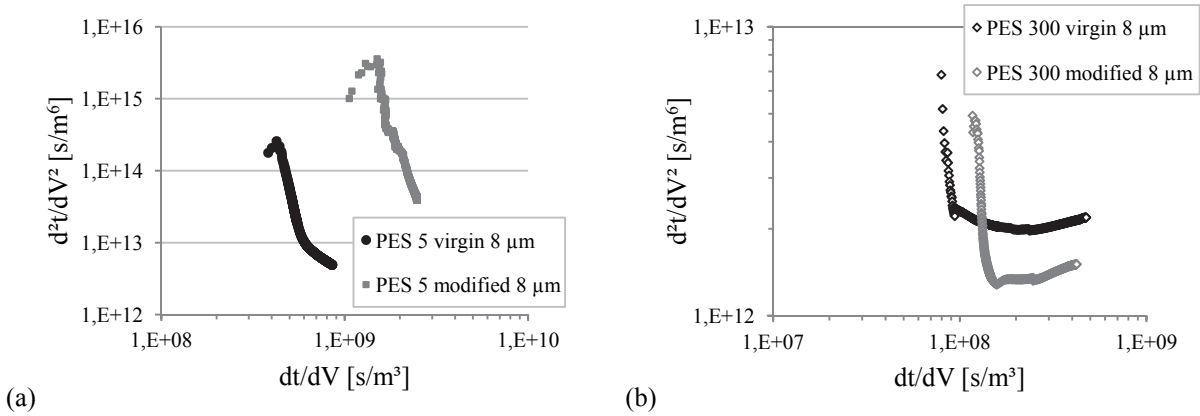 1,E+16
1,E+15
1,E+14
1,E+13
1,E+12
d²t/dV² [s/m⁶]
PES 5 virgin 8 µm
PES 5 modified 8 µm
1,E+08
1,E+09
1,E+10
dt/dV [s/m³]
(a)
1,E+13
1,E+12
d²t/dV² [s/m⁶]
PES 300 virgin 8 µm
PES 300 modified 8 µm
1,E+07
1,E+08
1,E+09
dt/dV [s/m³]
(b)